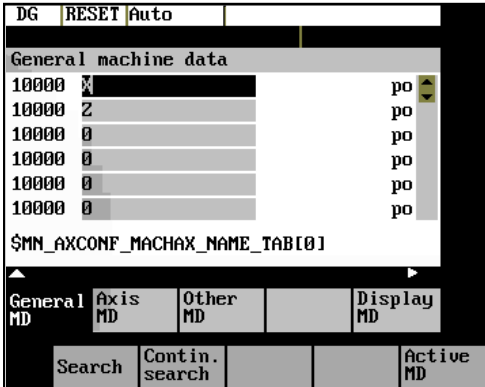 DG RESET Auto
General machine data
10000 X po
10000 Z po
10000 0 po
10000 0 po
10000 0 po
10000 0 po
$MN_AXCONF_MACHAX_NAME_TAB[0]
General MD Axis MD Other MD Display MD
Search Contin. search Active MD